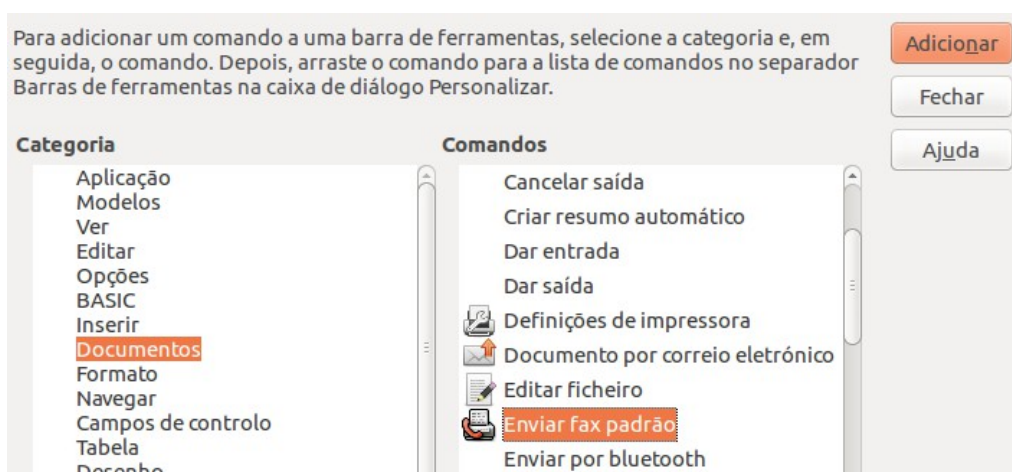 Para adicionar um comando a uma barra de ferramentas, selecione a categoria e, em
seguida, o comando. Depois, arraste o comando para a lista de comandos no separador
Barras de ferramentas na caixa de diálogo Personalizar.
Adicionar
Fechar
Ajuda
Categoria
Aplicação
Modelos
Ver
Editar
Opções
BASIC
Inserir
Documentos
Formato
Navegar
Campos de controlo
Tabela
Desenho
Comandos
Cancelar saída
Criar resumo automático
Dar entrada
Dar saída
Definições de impressora
Documento por correio eletrónico
Editar ficheiro
Enviar fax padrão
Enviar por bluetooth